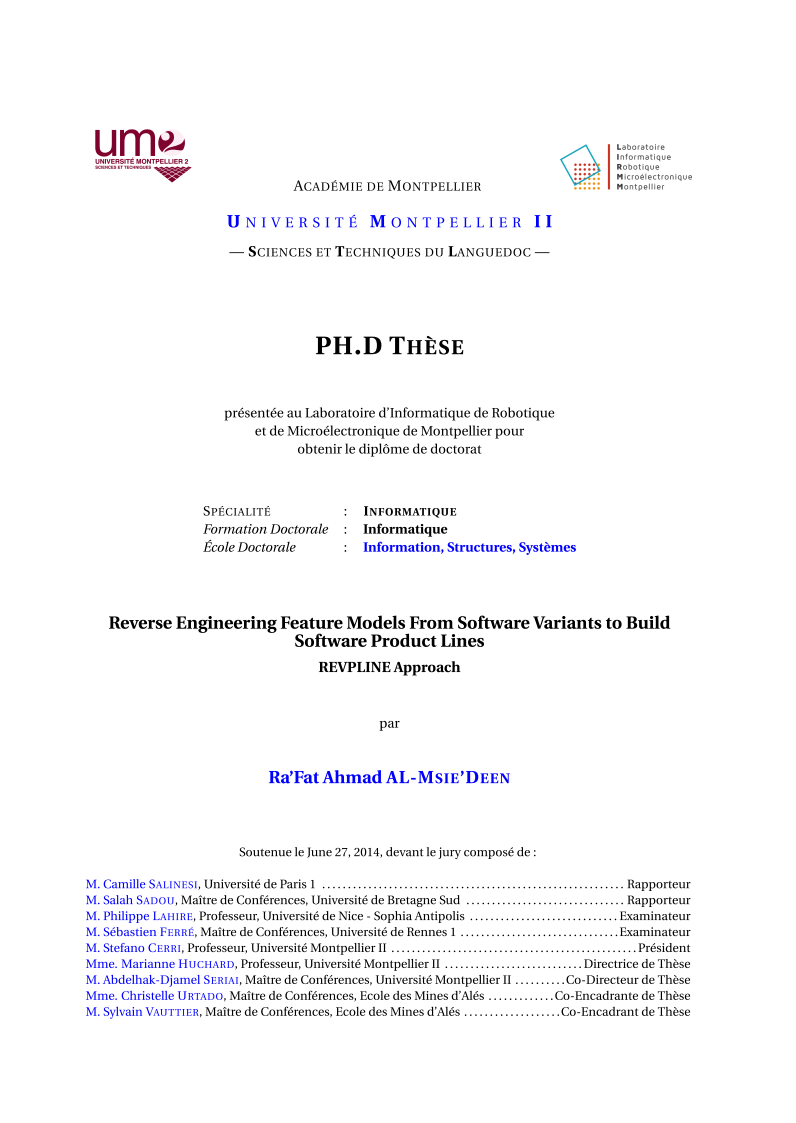 um2
UNIVERSITÉ MONTPELLIER 2
SCIENCES ET TECHNIQUES
Laboratoire
Informatique
Robotique
Microélectronique
Montpellier
ACADÉMIE DE MONTPELLIER
UNIVERSITÉ MONTPELLIER II
— SCIENCES ET TECHNIQUES DU LANGUEDOC —
PH.D THÈSE
présentée au Laboratoire d'Informatique de Robotique
et de Microélectronique de Montpellier pour
obtenir le diplôme de doctorat
SPÉCIALITÉ : INFORMATIQUE
Formation Doctorale : Informatique
École Doctorale : Information, Structures, Systèmes
Reverse Engineering Feature Models From Software Variants to Build
Software Product Lines
REVPLINE Approach
par
Ra'Fat Ahmad AL-MSIE'DEEN
Soutenue le June 27, 2014, devant le jury composé de :
M. Camille SALINESI, Université de Paris 1 ........................................................... Rapporteur
M. Salah SADOU, Maître de Conférences, Université de Bretagne Sud ............................... Rapporteur
M. Philippe LAHIRE, Professeur, Université de Nice - Sophia Antipolis ............................. Examinateur
M. Sébastien FERRÉ, Maître de Conférences, Université de Rennes 1 ............................... Examinateur
M. Stefano CERRI, Professeur, Université Montpellier II ................................................ Président
Mme. Marianne HUCHARD, Professeur, Université Montpellier II ........................... Directrice de Thèse
M. Abdelhak-Djamel SERIAI, Maître de Conférences, Université Montpellier II .......... Co-Directeur de Thèse
Mme. Christelle URTADO, Maître de Conférences, Ecole des Mines d'Alés ............. Co-Encadrante de Thèse
M. Sylvain VAUTTIER, Maître de Conférences, Ecole des Mines d'Alés ................... Co-Encadrant de Thèse